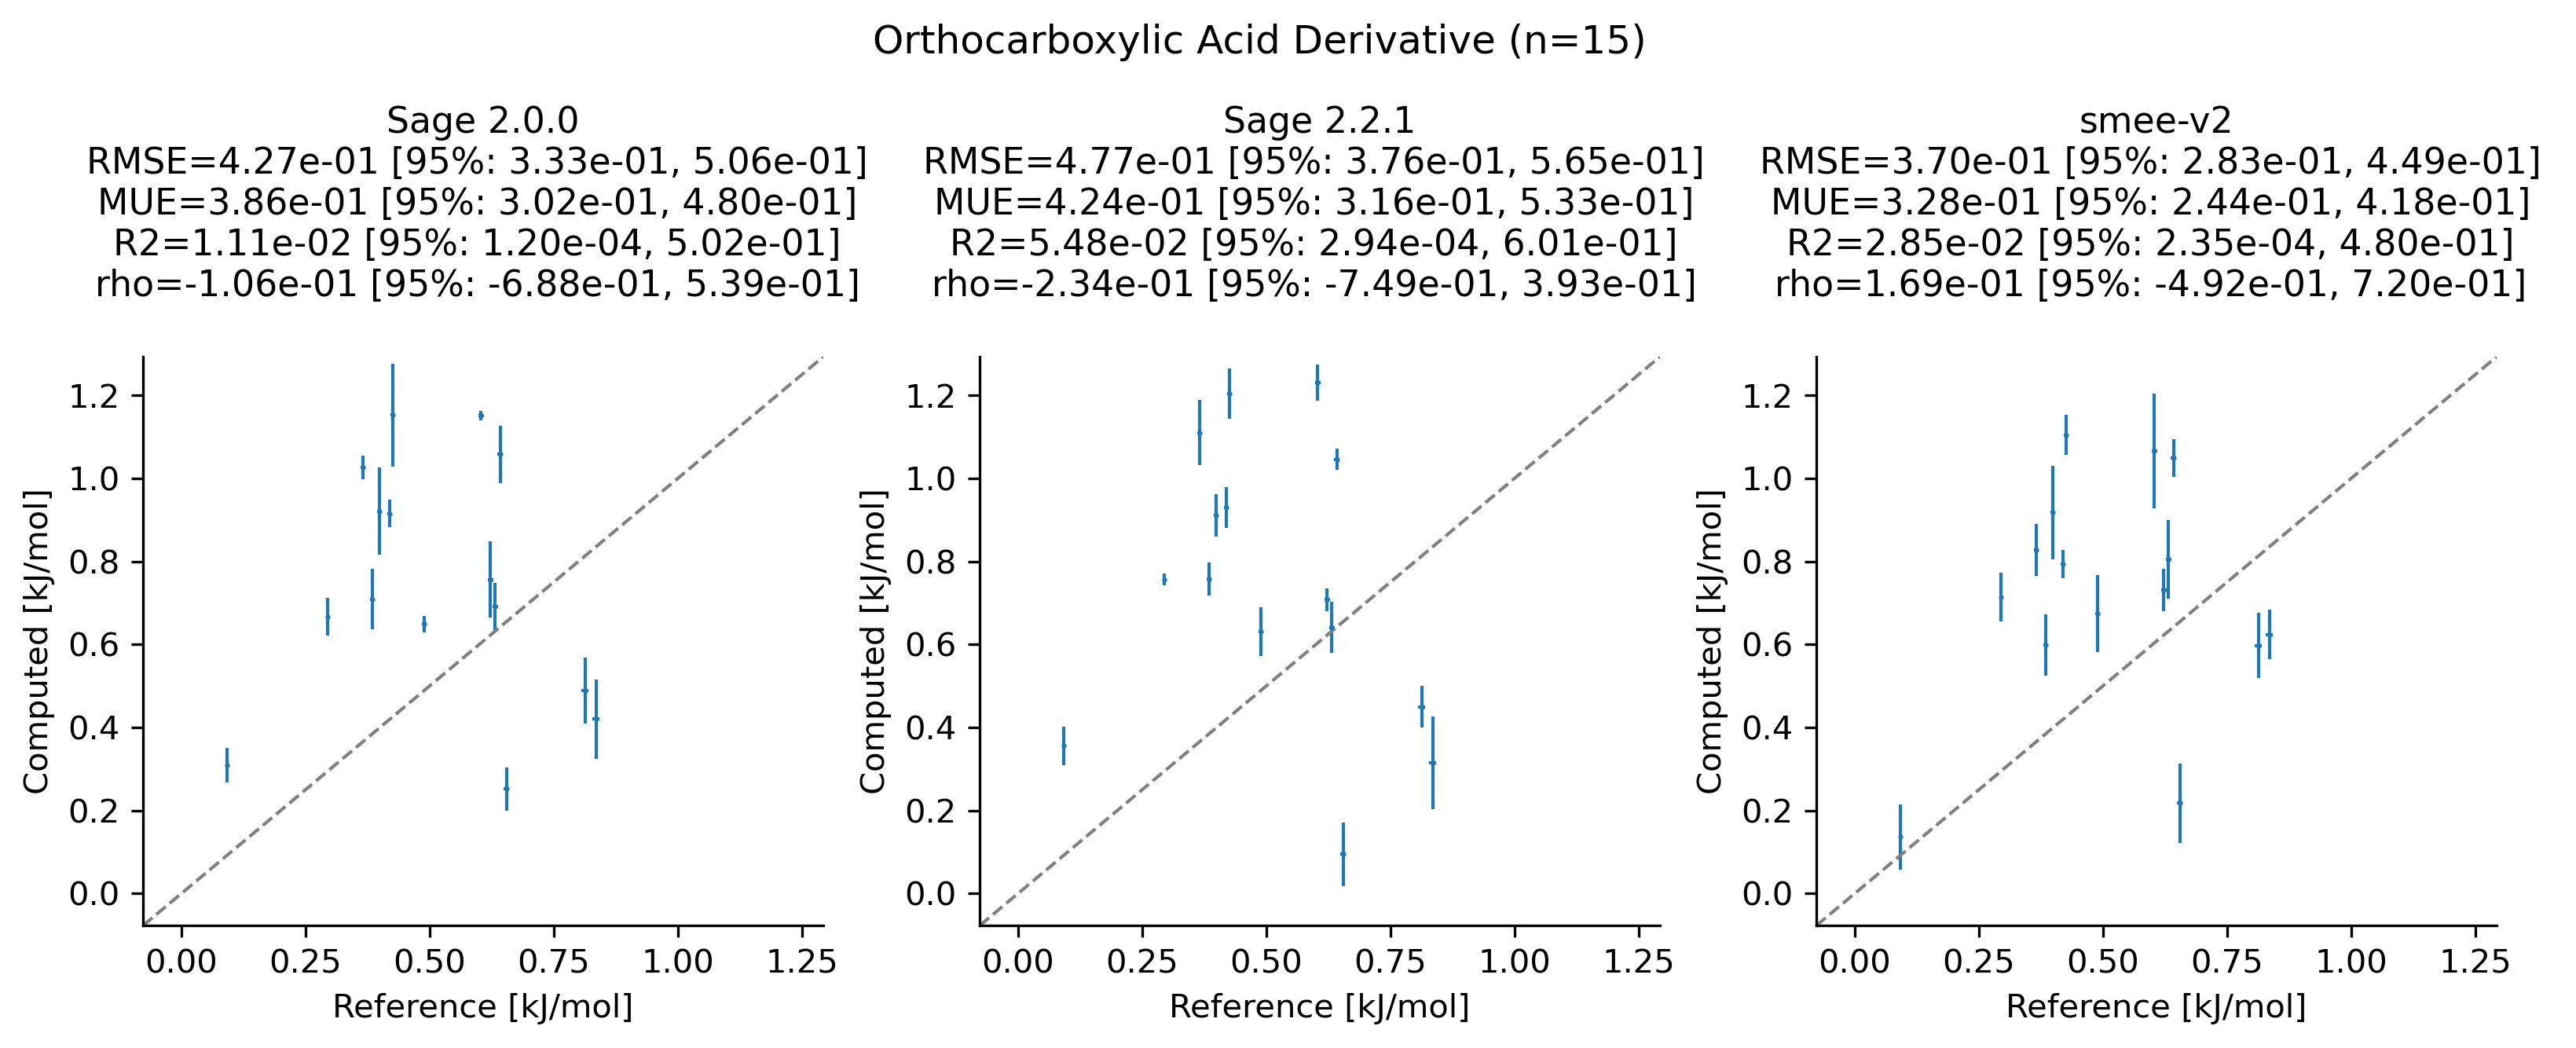 Orthocarboxylic Acid Derivative (n=15)
Sage 2.0.0
RMSE=4.27e-01 [95%: 3.33e-01, 5.06e-01]
MUE=3.86e-01 [95%: 3.02e-01, 4.80e-01]
R2=1.11e-02 [95%: 1.20e-04, 5.02e-01]
rho=-1.06e-01 [95%: -6.88e-01, 5.39e-01]
1.2
1.0
0.8
0.6
0.4
0.2
0.0
Computed [kJ/mol]
0.00 0.25 0.50 0.75 1.00 1.25
Reference [kJ/mol]
Sage 2.2.1
RMSE=4.77e-01 [95%: 3.76e-01, 5.65e-01]
MUE=4.24e-01 [95%: 3.16e-01, 5.33e-01]
R2=5.48e-02 [95%: 2.94e-04, 6.01e-01]
rho=-2.34e-01 [95%: -7.49e-01, 3.93e-01]
1.2
1.0
0.8
0.6
0.4
0.2
0.0
Computed [kJ/mol]
0.00 0.25 0.50 0.75 1.00 1.25
Reference [kJ/mol]
smee-v2
RMSE=3.70e-01 [95%: 2.83e-01, 4.49e-01]
MUE=3.28e-01 [95%: 2.44e-01, 4.18e-01]
R2=2.85e-02 [95%: 2.35e-04, 4.80e-01]
rho=1.69e-01 [95%: -4.92e-01, 7.20e-01]
1.2
1.0
0.8
0.6
0.4
0.2
0.0
Computed [kJ/mol]
0.00 0.25 0.50 0.75 1.00 1.25
Reference [kJ/mol]